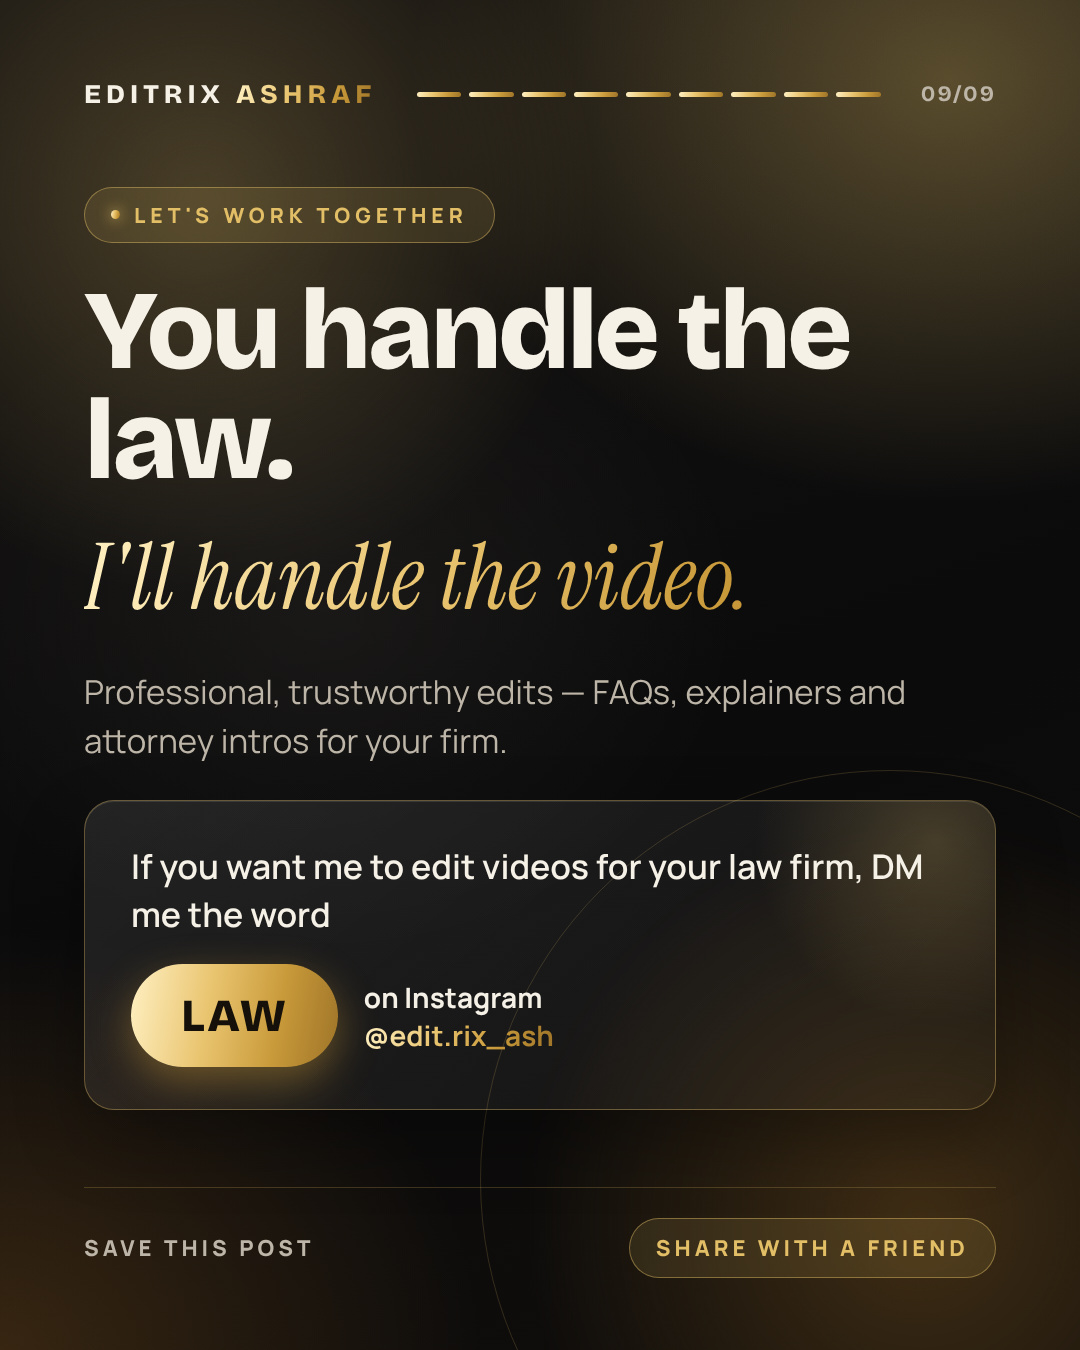 EDITRIX ASHRAF
09/09
LET'S WORK TOGETHER
You handle the
law.
I'll handle the video.
Professional, trustworthy edits — FAQs, explainers and
attorney intros for your firm.
If you want me to edit videos for your law firm, DM
me the word
LAW
on Instagram
@edit.rix_ash
SAVE THIS POST
SHARE WITH A FRIEND